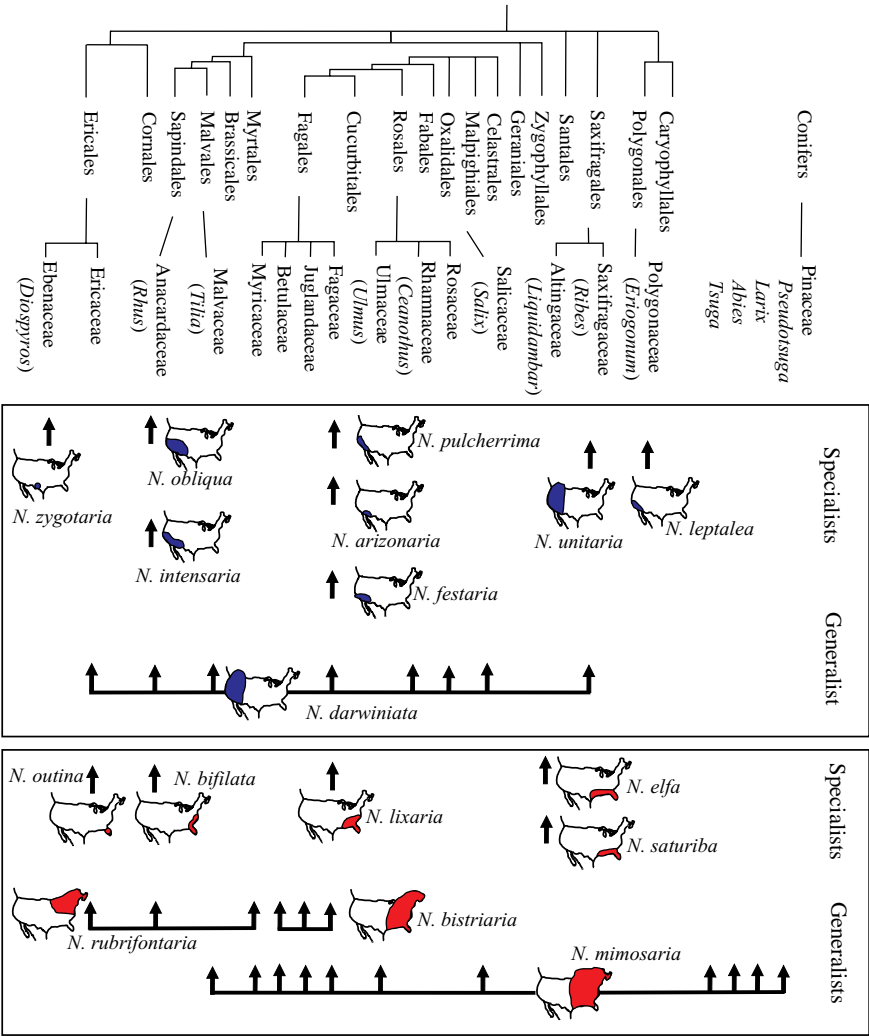 Ericales
Cornales
Sapindales
Malvales
Brassicales
Myrtales
Fagales
Cucurbitales
Rosales
Fabales
Oxalidales
Malpighiales
Celastrales
Geraniales
Zygophyllales
Santales
Saxifragales
Polygonales
Caryophyllales
Conifers
Ebenaceae
(Diospyros)
Ericaceae
Anacardaceae
(Rhus)
Malvaceae
(Tilia)
Myricaceae
Betulaceae
Juglandaceae
Fagaceae
Ulmaceae
(Ulmus)
Rhamnaceae
(Ceanothus)
Rosaceae
Salicaceae
(Salix)
Altingaceae
(Liquidambar)
Saxifragaceae
(Ribes)
Polygonaceae
(Eriogonum)
Pinaceae
Pseudotsuga
Larix
Abies
Tsuga
Specialists
N. pulcherrima
N. obliqua
N. zygotaria
N. arizonaria
N. unitaria
N. leptalea
N. intensaria
N. festaria
Generalist
N. darwiniata
Specialists
N. outina
N. bifilata
N. lixaria
N. elfa
N. saturiba
Generalists
N. rubrifontaria
N. bistriaria
N. mimosaria